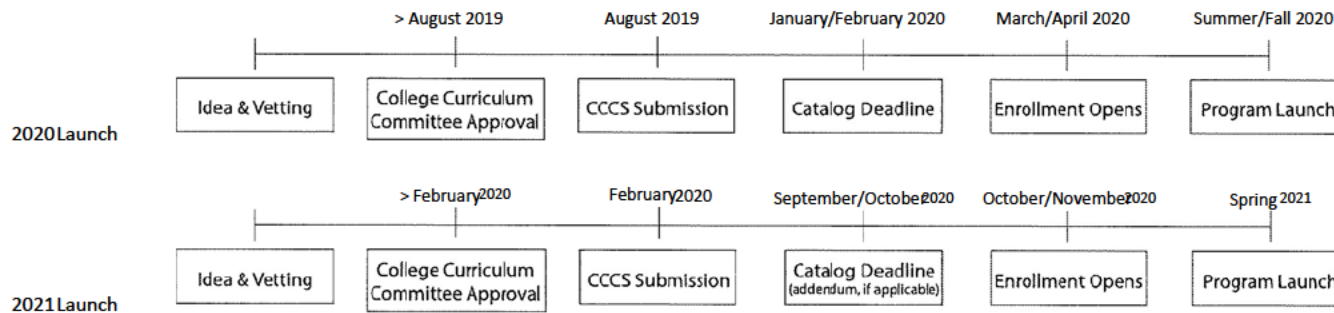 > August 2019 August 2019 January/February 2020 March/April 2020 Summer/Fall 2020
Idea & Vetting College Curriculum CCCS Submission Catalog Deadline Enrollment Opens Program Launch
Committee Approval
2020 Launch
> February 2020 February 2020 September/October 2020 October/November 2020 Spring 2021
Idea & Vetting College Curriculum CCCS Submission Catalog Deadline Enrollment Opens Program Launch
Committee Approval (addendum, if applicable)
2021 Launch